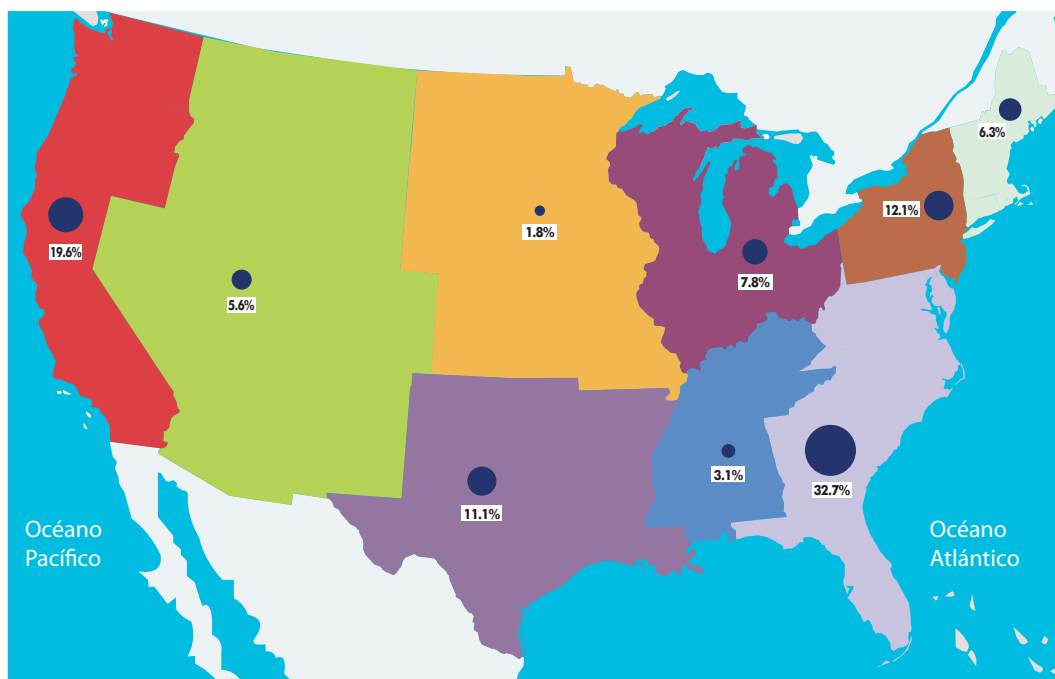 6.3%
12.1%
19.6%
1.8%
7.8%
5.6%
3.1%
32.7%
11.1%
Océano
Pacífico
Océano
Atlántico